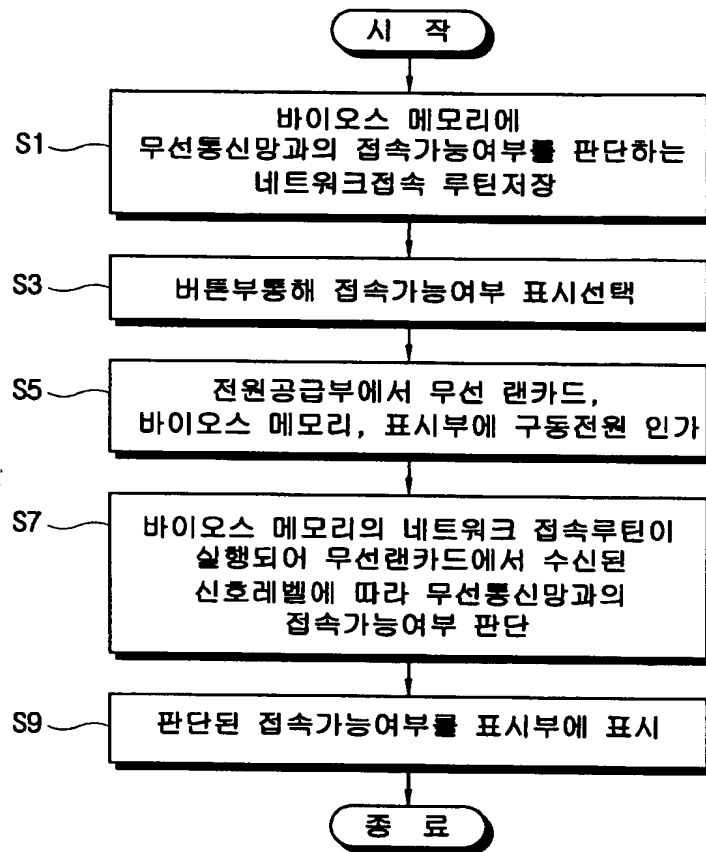 시 작
S1
바이오스 메모리에
무선통신망과의 접속가능여부를 판단하는
네트워크접속 루틴저장
S3
버튼부통해 접속가능여부 표시선택
S5
전원공급부에서 무선 랜카드,
바이오스 메모리, 표시부에 구동전원 인가
S7
바이오스 메모리의 네트워크 접속루틴이
실행되어 무선랜카드에서 수신된
신호레벨에 따라 무선통신망과의
접속가능여부 판단
S9
판단된 접속가능여부를 표시부에 표시
종 료